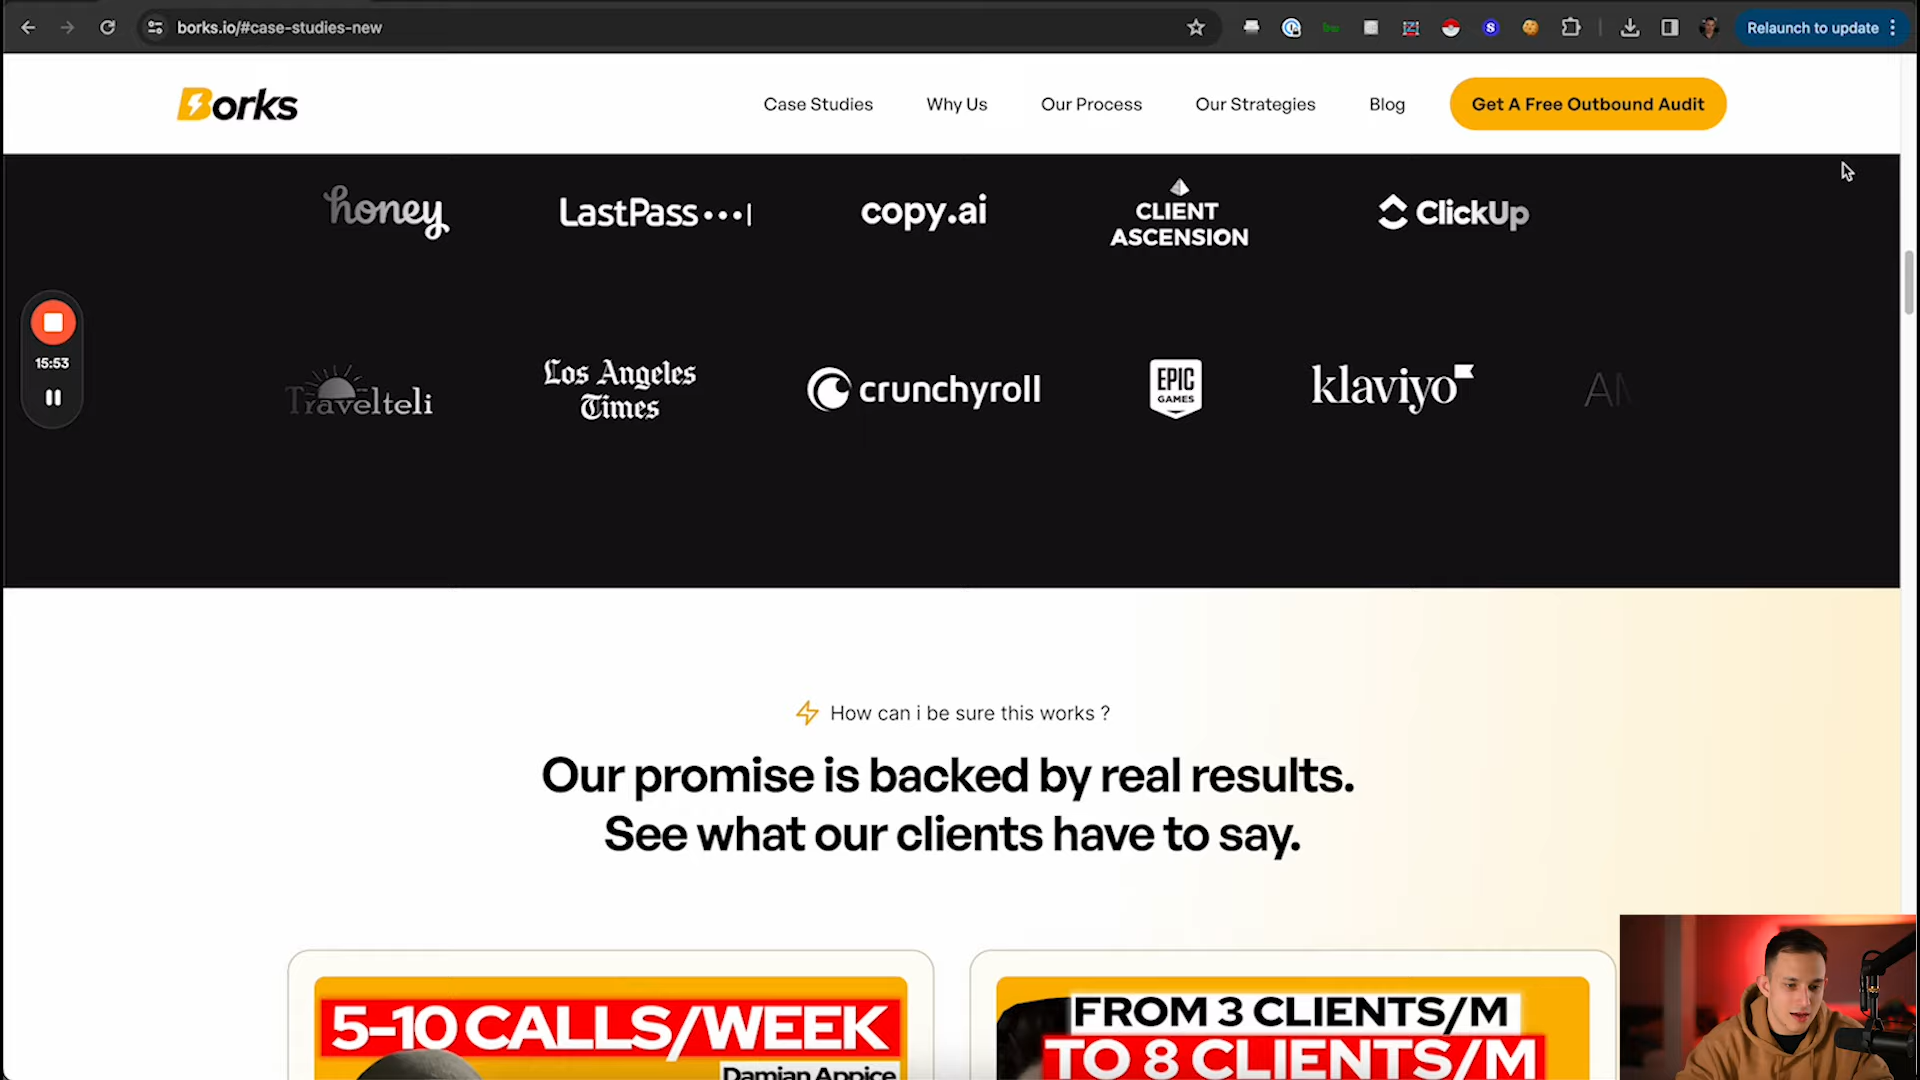 borks.io/#case-studies-new
Relaunch to update
Borks
Case Studies
Why Us
Our Process
Our Strategies
Blog
Get A Free Outbound Audit
honey
LastPass
copy.ai
CLIENT
ASCENSION
ClickUp
15:53
Travelteli
Los Angeles
Times
crunchyroll
EPIC
GAMES
klaviyo
AM
How can i be sure this works ?
Our promise is backed by real results.
See what our clients have to say.
5-10 CALLS/WEEK
Damian Appice
FROM 3 CLIENTS/M
TO 8 CLIENTS/M